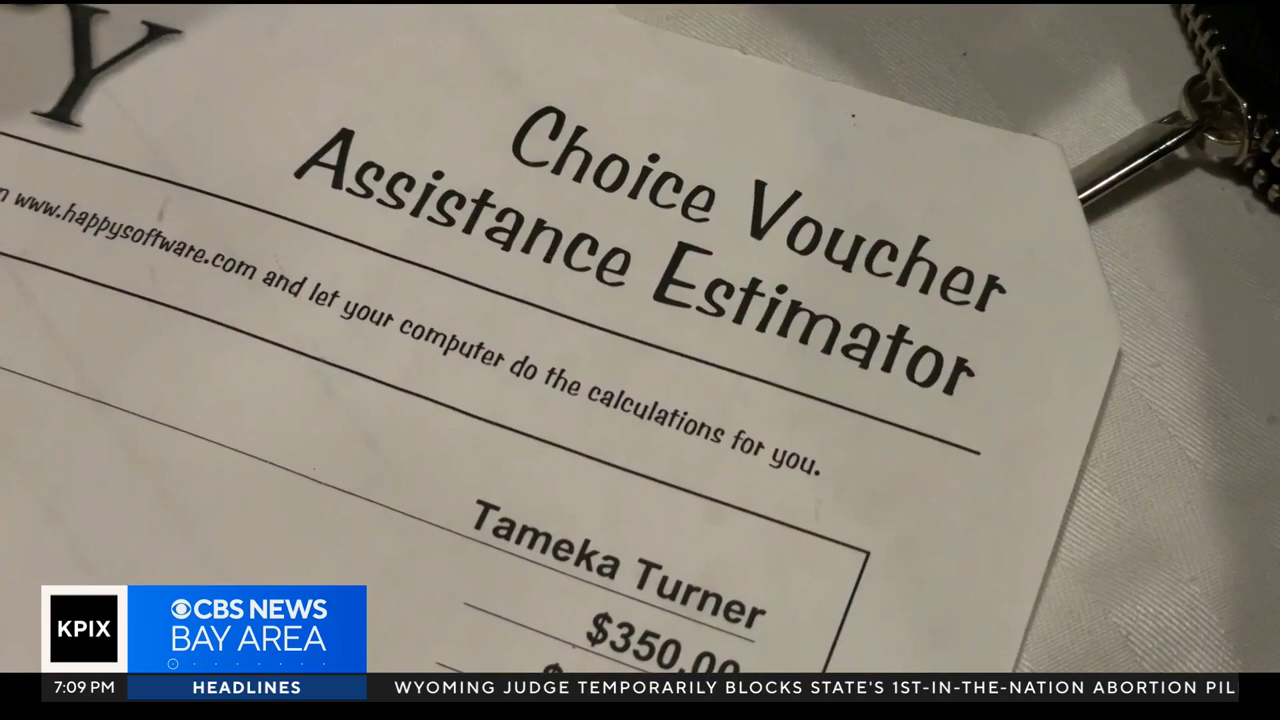 Y
Choice Voucher
Assistance Estimator
www.happysoftware.com and let your computer do the calculations for you.
Tameka Turner
$350.00
KPIX
CBS NEWS
BAY AREA
7:09 PM
HEADLINES
WYOMING JUDGE TEMPORARILY BLOCKS STATE'S 1ST-IN-THE-NATION ABORTION PIL